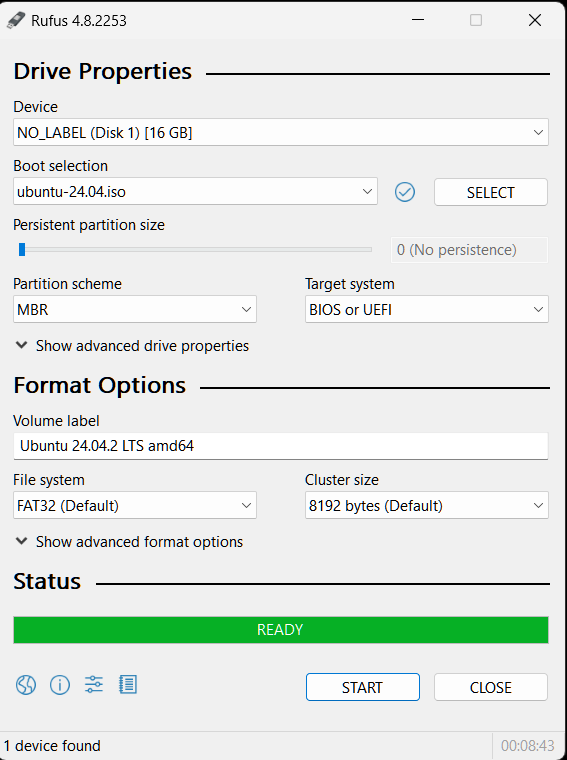 Rufus 4.8.2253
Drive Properties
Device
NO_LABEL (Disk 1) [16 GB]
Boot selection
ubuntu-24.04.iso
SELECT
Persistent partition size
0 (No persistence)
Partition scheme
Target system
MBR
BIOS or UEFI
Show advanced drive properties
Format Options
Volume label
Ubuntu 24.04.2 LTS amd64
File system
Cluster size
FAT32 (Default)
8192 bytes (Default)
Show advanced format options
Status
READY
START
CLOSE
1 device found
00:08:43